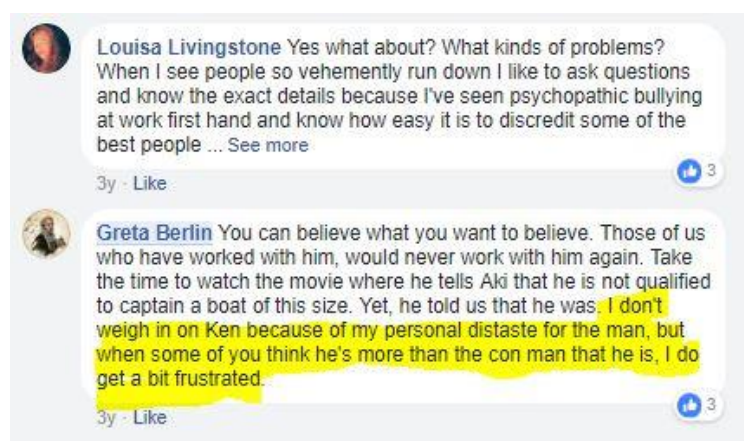 Louisa Livingstone Yes what about? What kinds of problems?
When I see people so vehemently run down I like to ask questions
and know the exact details because I've seen psychopathic bullying
at work first hand and know how easy it is to discredit some of the
best people ... See more
3
3y · Like
Greta Berlin You can believe what you want to believe. Those of us
who have worked with him, would never work with him again. Take
the time to watch the movie where he tells Aki that he is not qualified
to captain a boat of this size. Yet, he told us that he was. I don't
weigh in on Ken because of my personal distaste for the man, but
when some of you think he's more than the con man that he is, I do
get a bit frustrated.
3
3y · Like